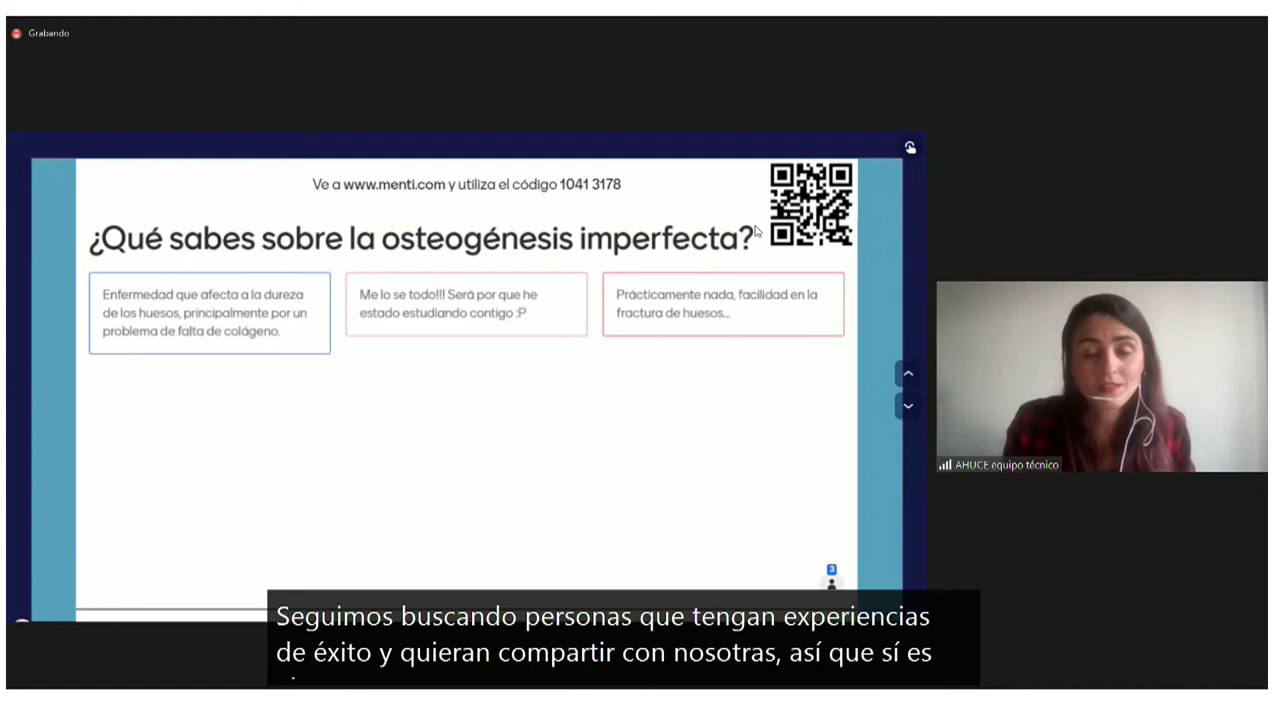 Grabando
Ve a www.menti.com y utiliza el código 1041 3178
¿Qué sabes sobre la osteogénesis imperfecta?
Enfermedad que afecta a la dureza
de los huesos, principalmente por un
problema de falta de colágeno.
Me lo se todo!!! Será por que he
estado estudiando contigo :P
Prácticamente nada, facilidad en la
fractura de huesos...
3
AHUCE equipo técnico
Seguimos buscando personas que tengan experiencias
de éxito y quieran compartir con nosotras, así que sí es